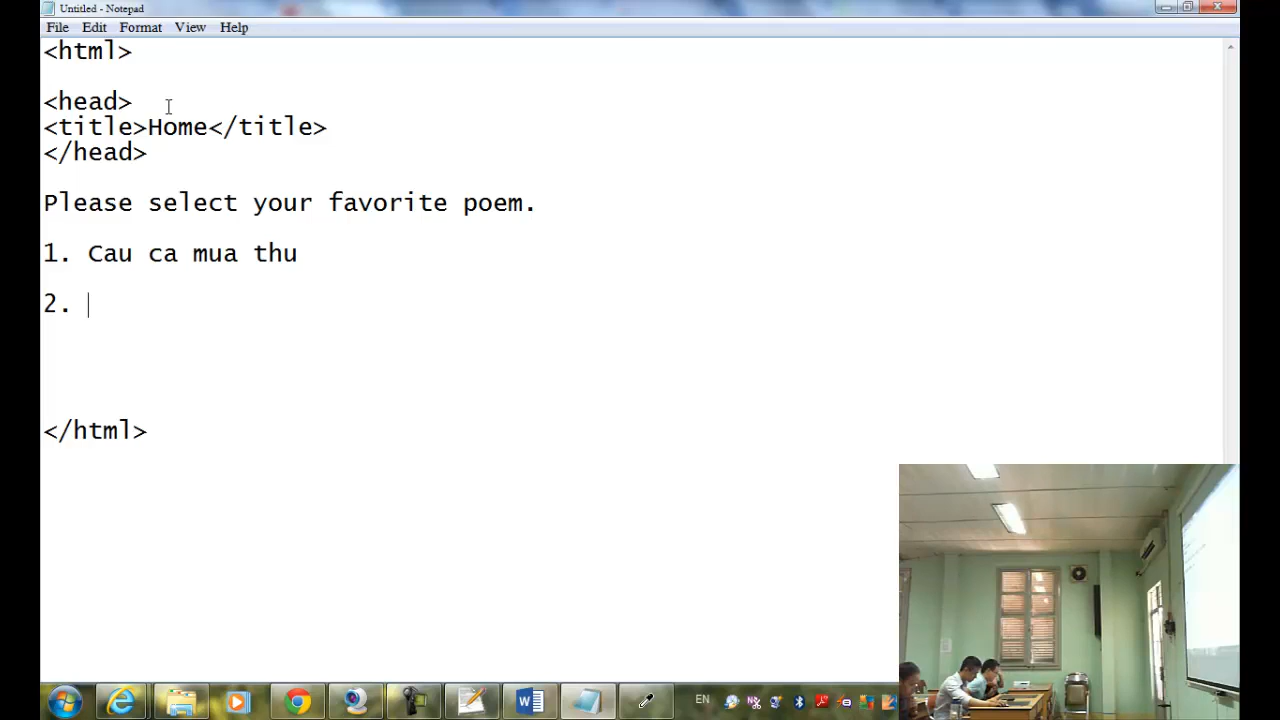 Untitled - Notepad
File Edit Format View Help
<html>
<head>
<title>Home</title>
</head>
Please select your favorite poem.
1. Cau ca mua thu
2.
</html>
EN